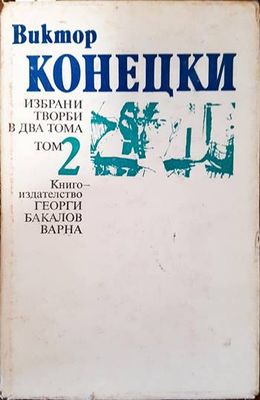 Виктор
КОНЕЦКИ
ИЗБРАНИ
ТВОРБИ
В ДВА ТОМА
ТОМ 2
Книго-
издателство
ГЕОРГИ
БАКАЛОВ
ВАРНА